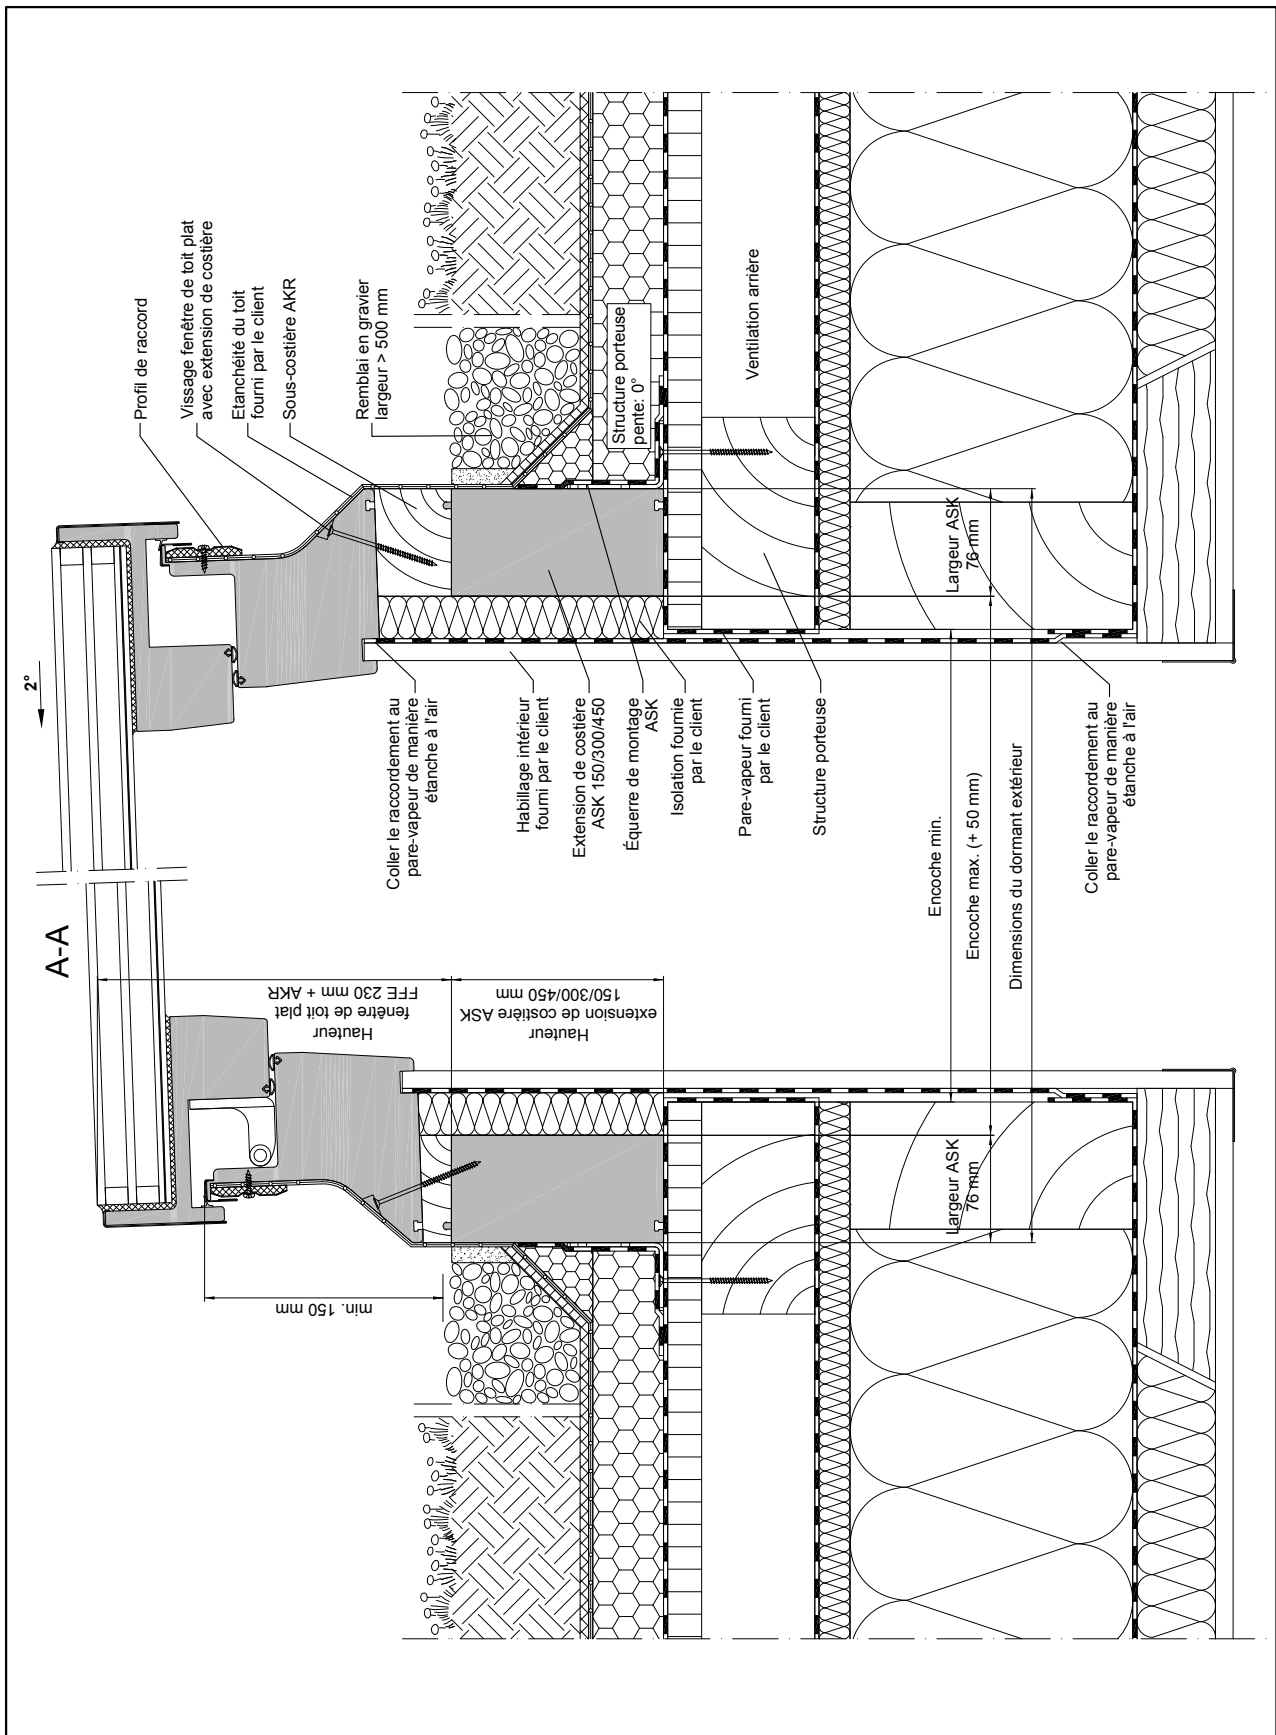 A-A
2°
Profil de raccord
Vissage fenêtre de toit plat
avec extension de costière
Etanchéité du toit
fourni par le client
Sous-costière AKR
Remblai en gravier
largeur > 500 mm
Structure porteuse
pente: 0°
Ventilation arrière
Hauteur
fenêtre de toit plat
FFE 230 mm + AKR
Hauteur
extension de costière ASK
150/300/450 mm
min. 150 mm
Coller le raccordement au
pare-vapeur de manière
étanche à l'air
Habillage intérieur
fourni par le client
Extension de costière
ASK 150/300/450
Équerre de montage
ASK
Isolation fournie
par le client
Pare-vapeur fourni
par le client
Structure porteuse
Encoche min.
Encoche max. (+ 50 mm)
Dimensions du dormant extérieur
Largeur ASK
76 mm
Largeur ASK
76 mm
Coller le raccordement au
pare-vapeur de manière
étanche à l'air